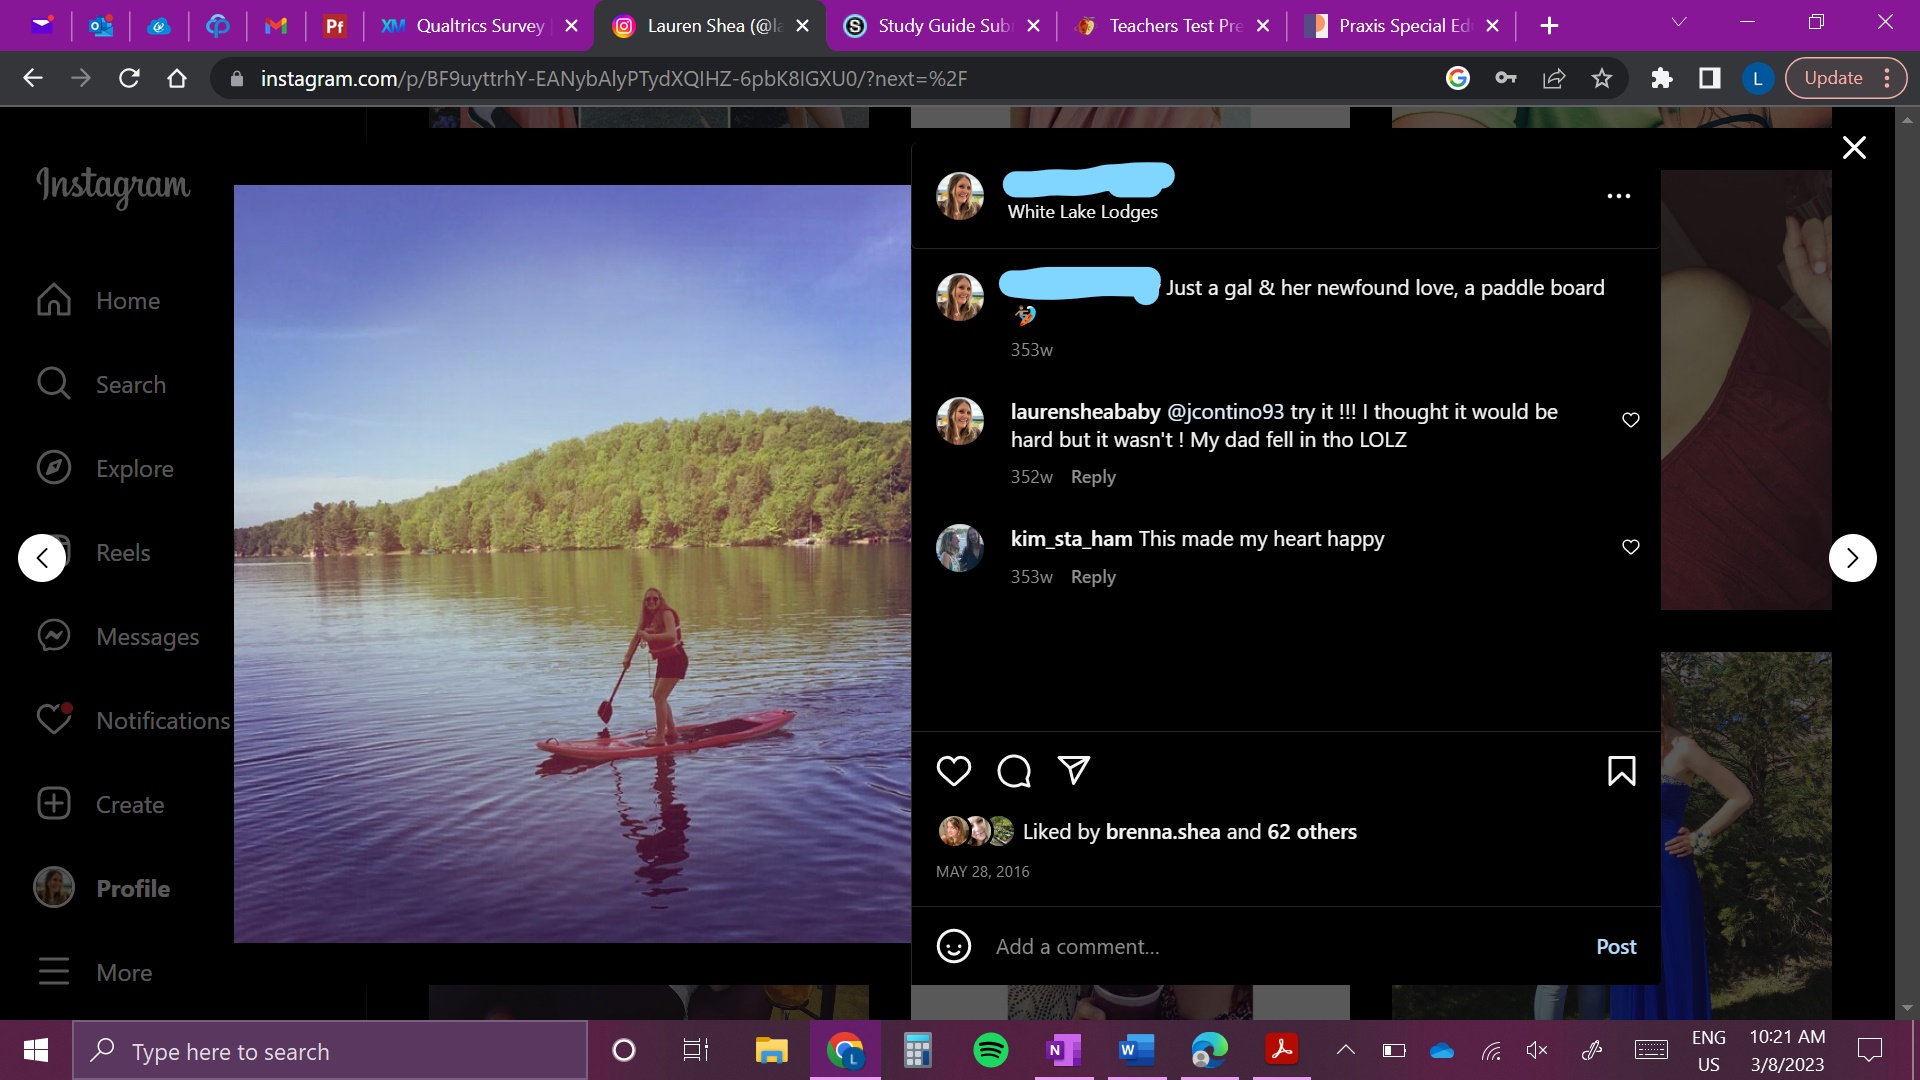 Qualtrics Survey
Lauren Shea (@la
Study Guide Sub
Teachers Test Pre
Praxis Special Ed
instagram.com/p/BF9uyttrhY-EANybAlyPTydXQIHZ-6pbK8IGXU0/?next=%2F
L
Update
Instagram
Home
Search
Explore
Reels
Messages
Notifications
Create
Profile
More
White Lake Lodges
Just a gal & her newfound love, a paddle board
🏄
353w
laurensheababy @jcontino93 try it !!! I thought it would be
hard but it wasn't ! My dad fell in tho LOLZ
352w Reply
kim_sta_ham This made my heart happy
353w Reply
Liked by brenna.shea and 62 others
MAY 28, 2016
Add a comment...
Post
Type here to search
ENG
US
10:21 AM
3/8/2023